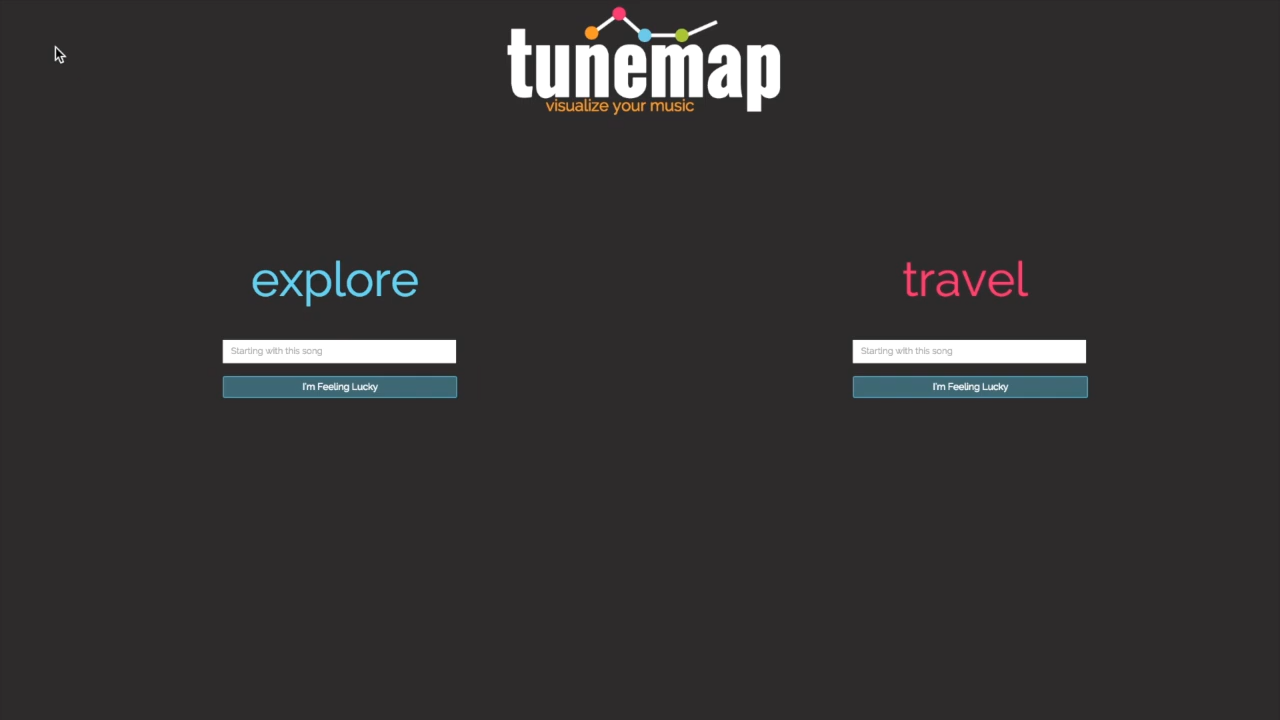 tunemap
visualize your music
explore
travel
Starting with this song
Starting with this song
I'm Feeling Lucky
I'm Feeling Lucky